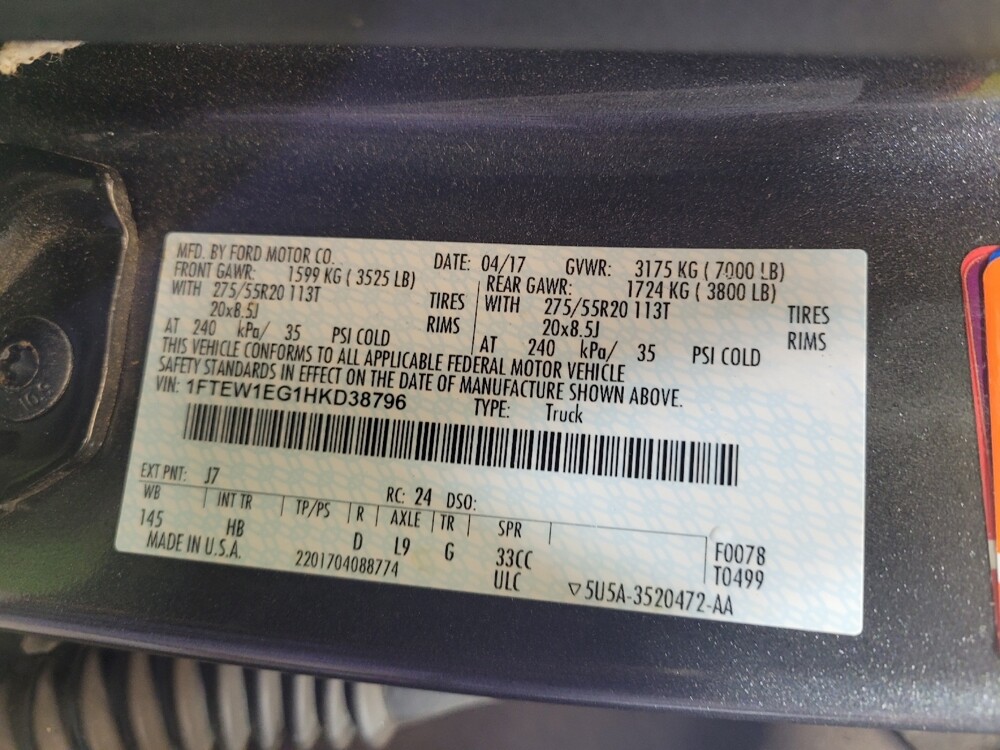 MFD. BY FORD MOTOR CO. DATE: 04/17 GVWR: 3175 KG ( 7000 LB)
FRONT GAWR: 1599 KG ( 3525 LB) REAR GAWR: 1724 KG ( 3800 LB)
WITH 275/55R20 113T TIRES WITH 275/55R20 113T TIRES
20x8.5J RIMS 20x8.5J RIMS
AT 240 kPa/ 35 PSI COLD AT 240 kPa/ 35 PSI COLD
THIS VEHICLE CONFORMS TO ALL APPLICABLE FEDERAL MOTOR VEHICLE
SAFETY STANDARDS IN EFFECT ON THE DATE OF MANUFACTURE SHOWN ABOVE.
VIN: 1FTEW1EG1HKD38796 TYPE: Truck
EXT PNT: J7 RC: 24 DSO:
WB INT TR TP/PS R AXLE TR SPR
145 HB D L9 G 33CC F0078
MADE IN U.S.A. 2201704088774 ULC T0499
▽5U5A-3520472-AA
10.9